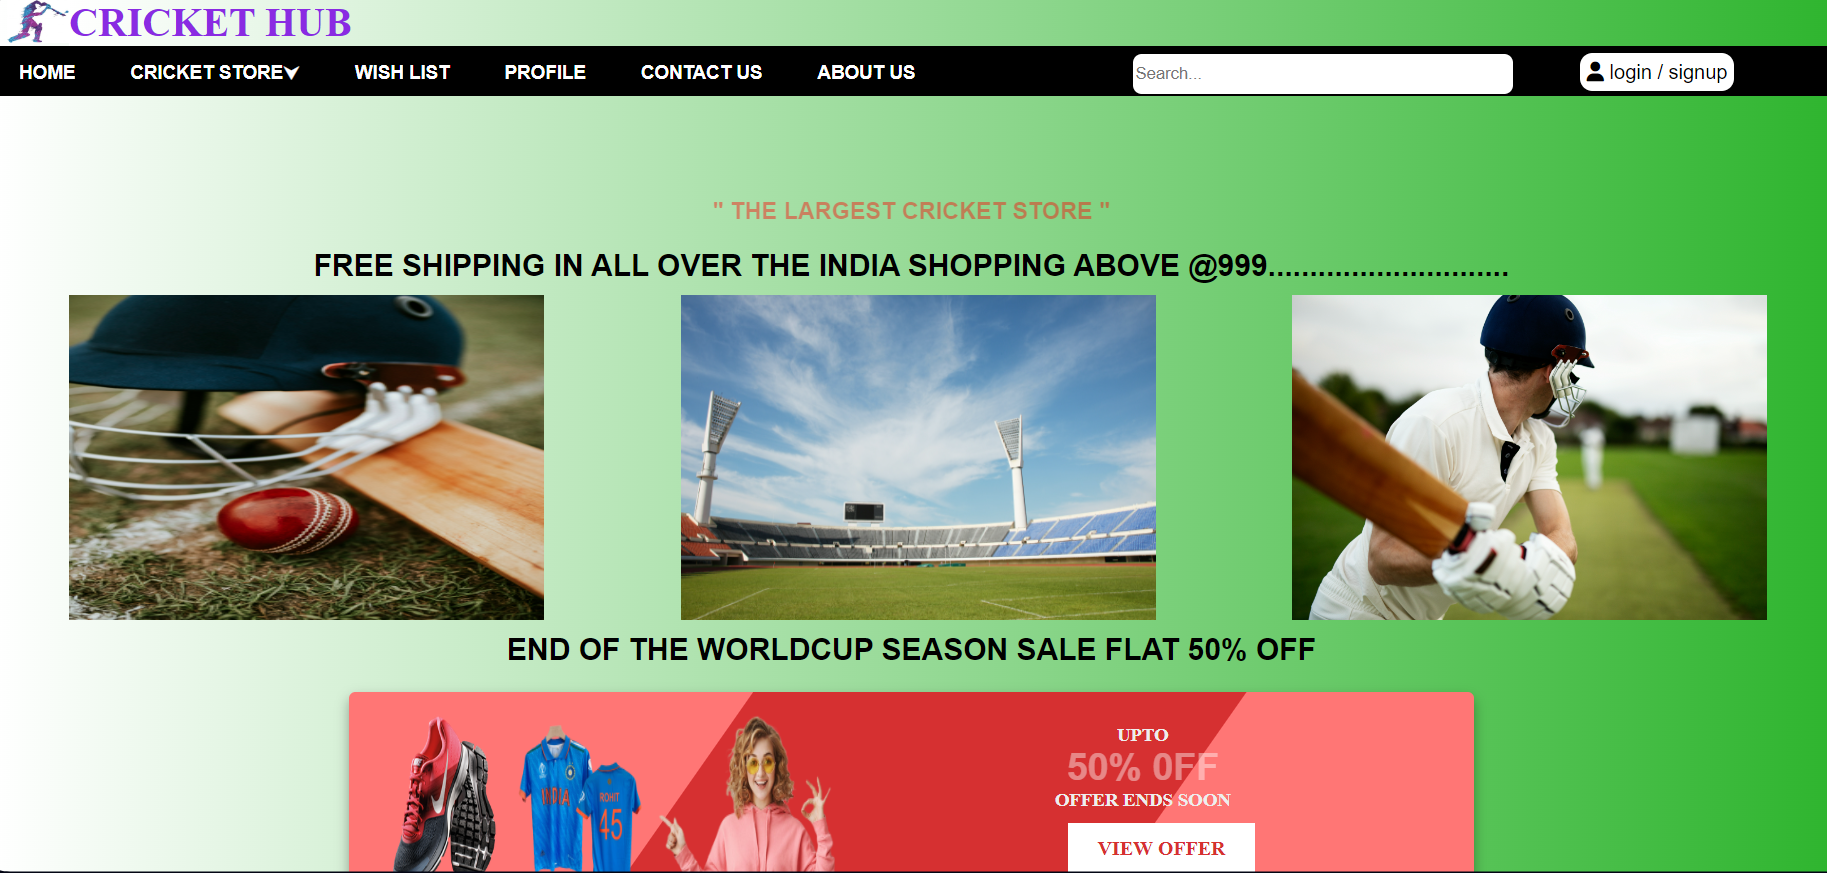 CRICKET HUB
HOME CRICKET STORE WISH LIST PROFILE CONTACT US ABOUT US Search... login / signup
" THE LARGEST CRICKET STORE "
FREE SHIPPING IN ALL OVER THE INDIA SHOPPING ABOVE @999.............................
END OF THE WORLDCUP SEASON SALE FLAT 50% OFF
INDIA
ROHIT
45
UPTO
50% 0FF
OFFER ENDS SOON
VIEW OFFER